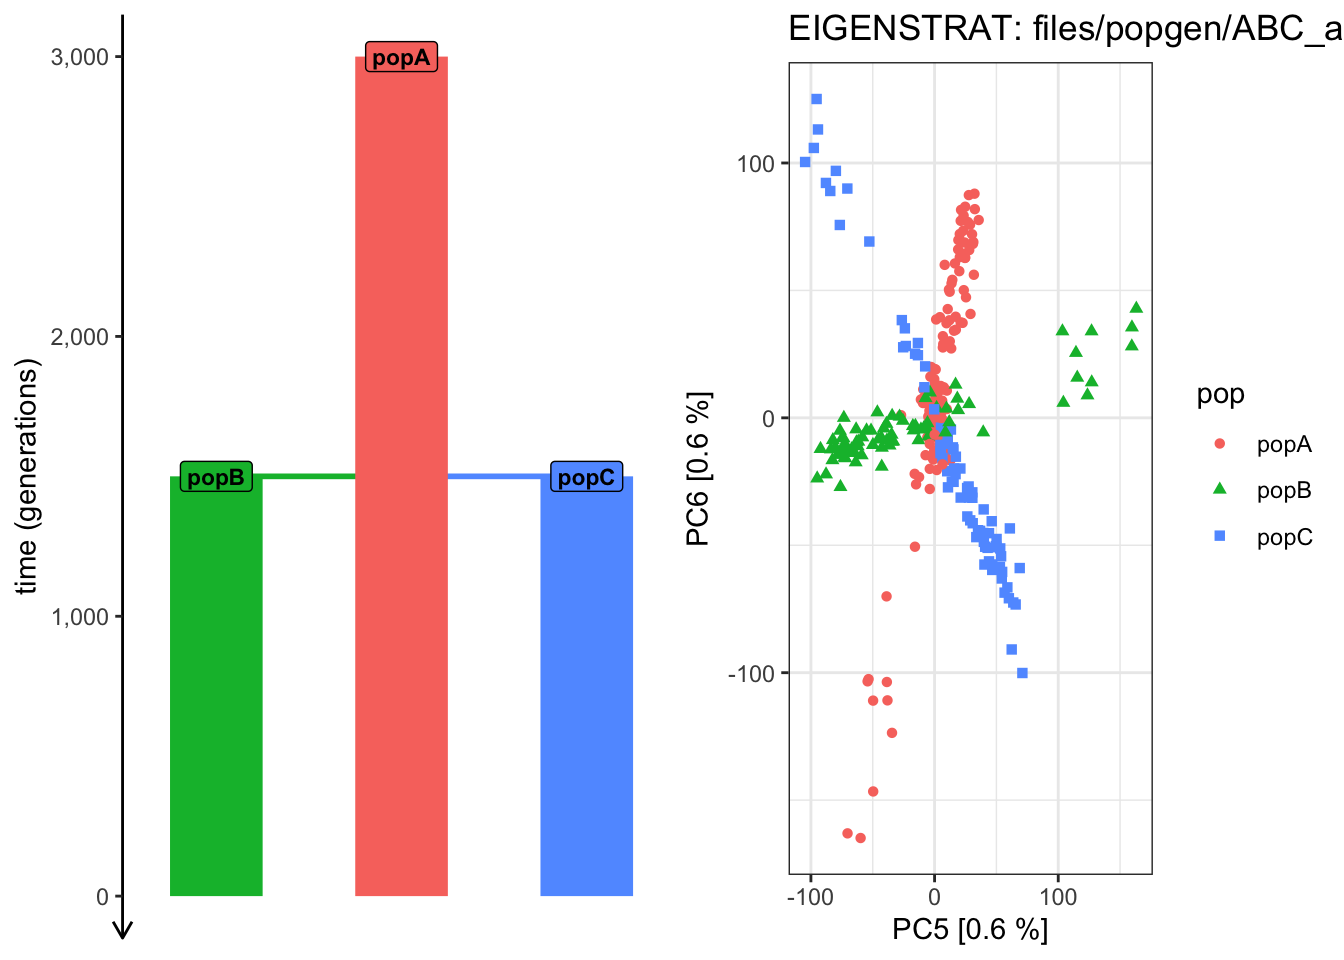 time (generations)
3,000
2,000
1,000
0
popA
popB
popC
EIGENSTRAT: files/popgen/ABC_a
PC6 [0.6 %]
100
0
-100
-100
0
100
PC5 [0.6 %]
pop
popA
popB
popC